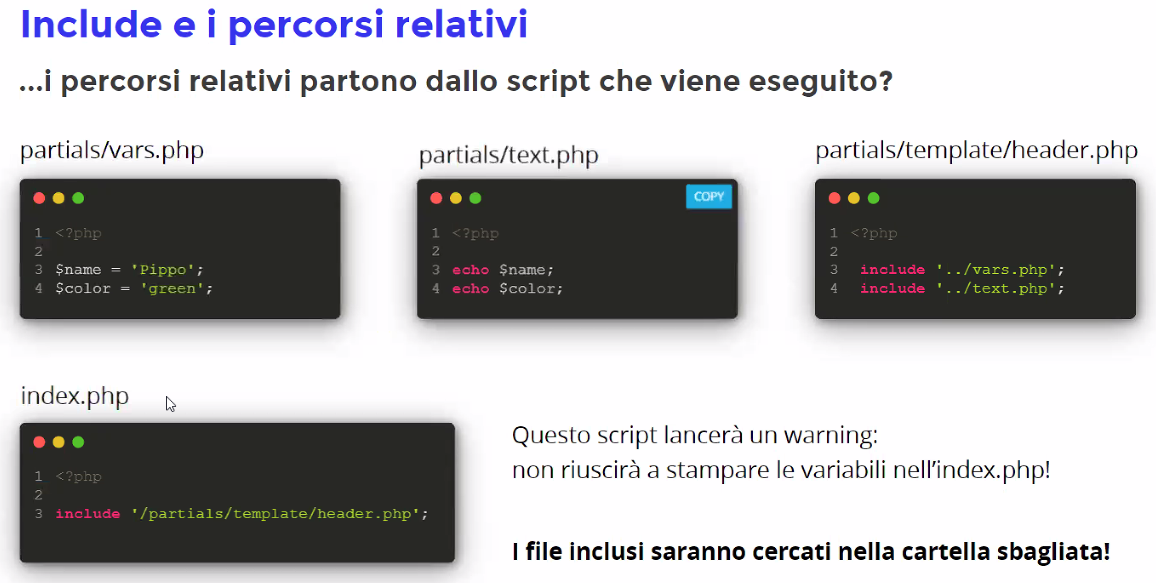 Include e i percorsi relativi
...i percorsi relativi partono dallo script che viene eseguito?
partials/vars.php
1 <?php
2
3 $name = 'Pippo';
4 $color = 'green';
partials/text.php
COPY
1 <?php
2
3 echo $name;
4 echo $color;
partials/template/header.php
1 <?php
2
3 include '../vars.php';
4 include '../text.php';
index.php
1 <?php
2
3 include '/partials/template/header.php';
Questo script lancerà un warning:
non riuscirà a stampare le variabili nell'index.php!
I file inclusi saranno cercati nella cartella sbagliata!